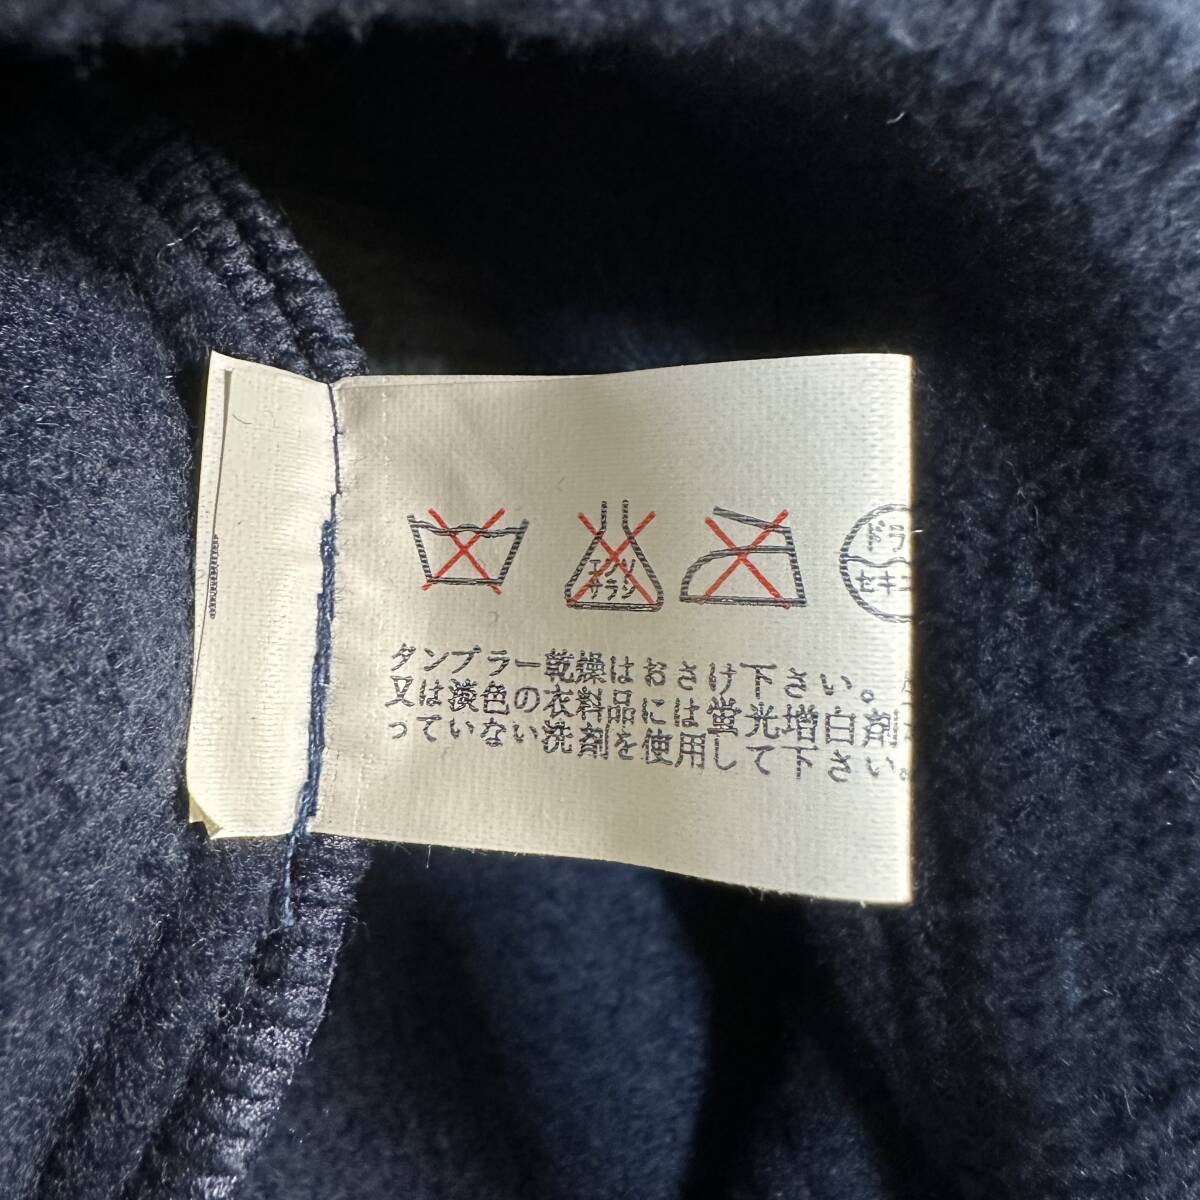 エンソ
サラシ
ドラ
セキユ
タンブラー乾燥はおさけ下さい。
又は淡色の衣料品には蛍光増白剤
っていない洗剤を使用して下さい。